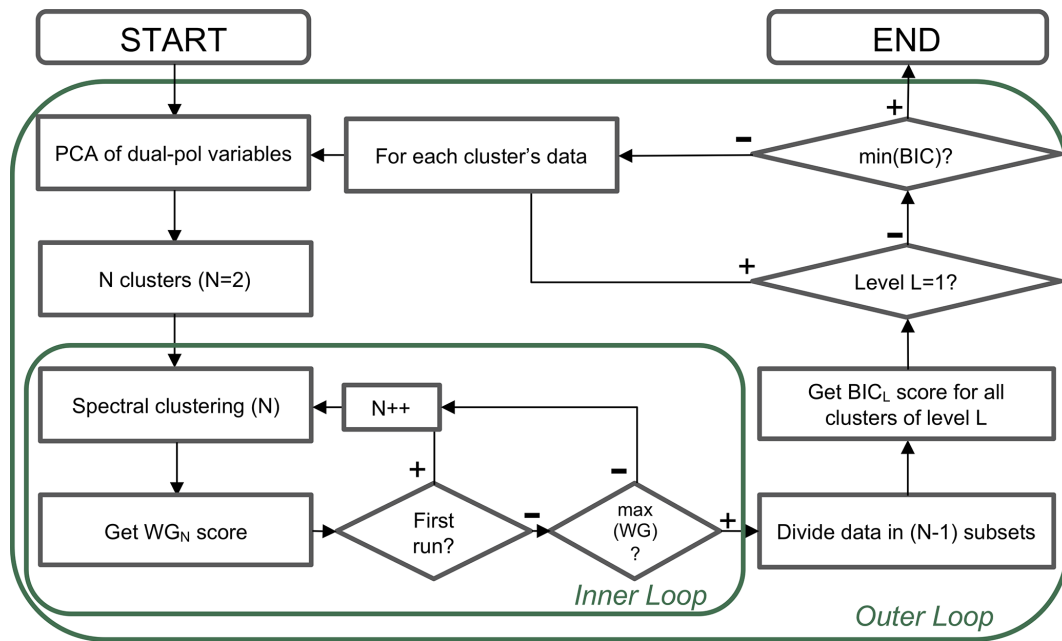 START
END
PCA of dual-pol variables
For each cluster’s data
min(BIC)?
+
−
N clusters (N=2)
Level L=1?
−
+
Spectral clustering (N)
N++
Get BIC_L score for all
clusters of level L
Get WG_N score
First
run?
+
−
max
(WG)
?
−
+
Divide data in (N-1) subsets
Inner Loop
Outer Loop